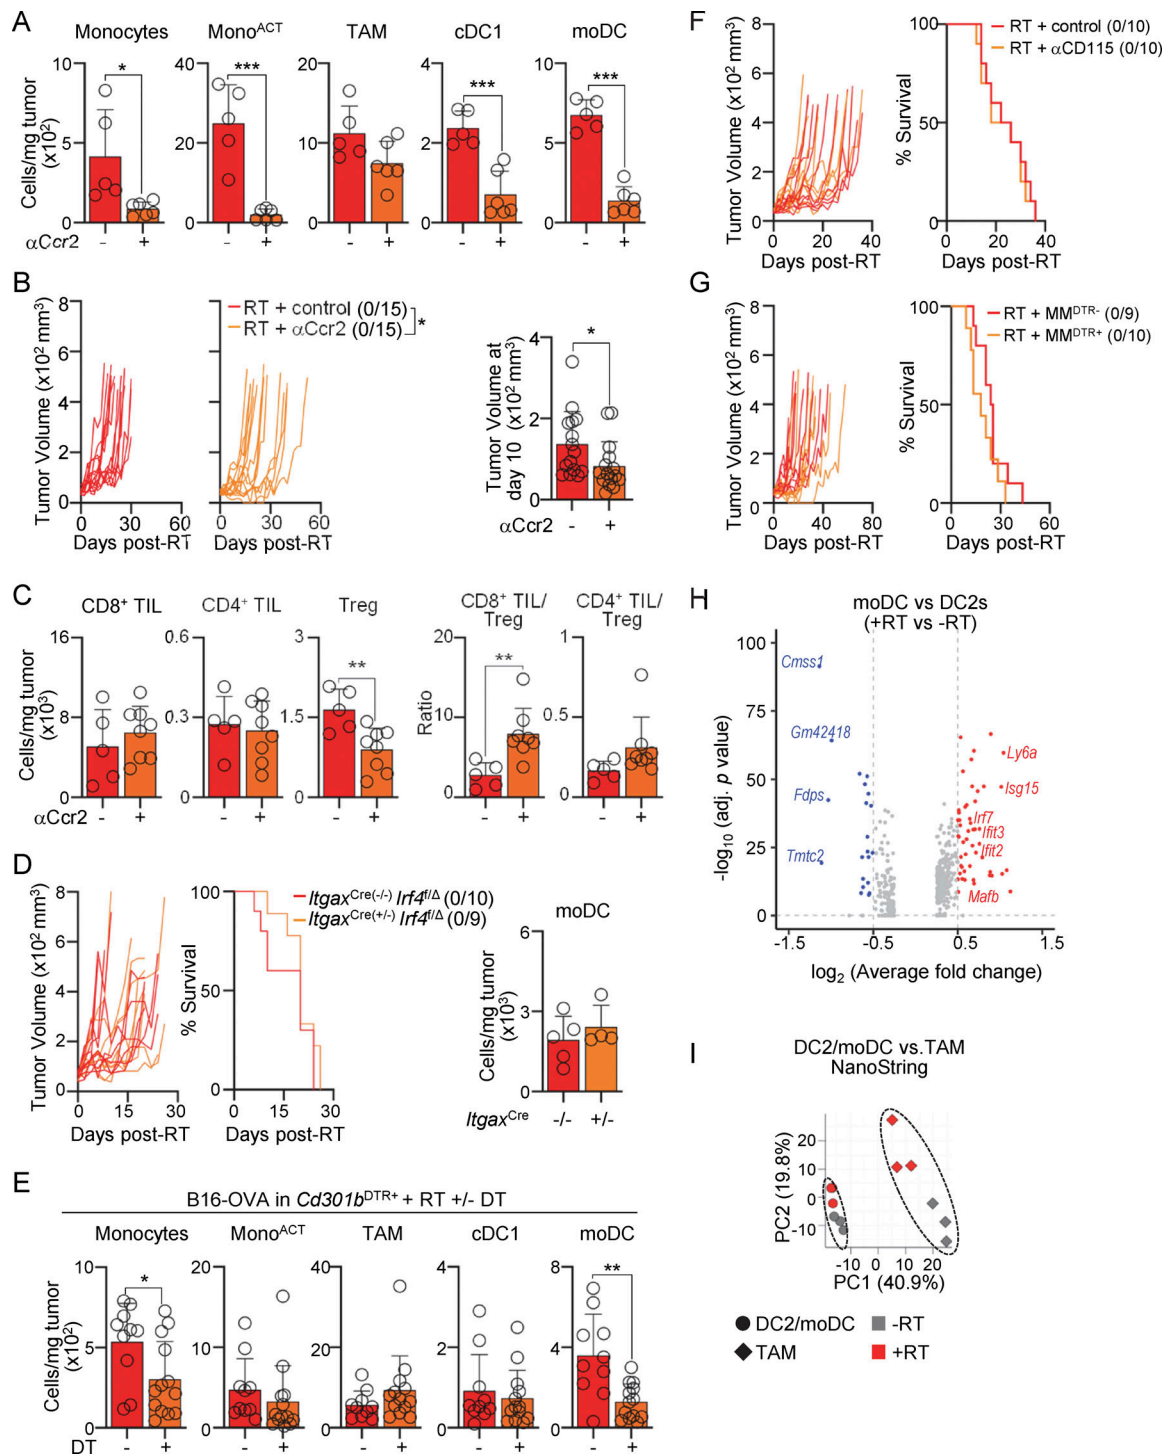 A
Monocytes
Mono^ACT
TAM
cDC1
moDC
Cells/mg tumor
(x10²)
10
5
0
*
40
20
0
***
20
10
0
4
2
0
***
10
5
0
***
αCcr2
- +
- +
- +
- +
- +
B
Tumor Volume (x10² mm³)
8
6
4
2
0
0 30 60
Days post-RT
0 30 60
Days post-RT
RT + control (0/15)
RT + αCcr2 (0/15)
*
Tumor Volume at
day 10 (x10² mm³)
4
2
0
*
αCcr2
- +
C
CD8⁺ TIL
CD4⁺ TIL
Treg
CD8⁺ TIL/
Treg
CD4⁺ TIL/
Treg
Cells/mg tumor
(x10³)
16
8
0
0.6
0.3
0
3
1.5
0
**
Ratio
20
10
0
**
1
0.5
0
αCcr2
- +
- +
- +
- +
- +
D
Tumor Volume (x10² mm³)
8
6
4
2
0
0 15 30
Days post-RT
% Survival
100
50
0
0 15 30
Days post-RT
Itgax^Cre(-/-) Irf4^f/Δ (0/10)
Itgax^Cre(+/-) Irf4^f/Δ (0/9)
moDC
Cells/mg tumor
(x10³)
6
3
0
Itgax^Cre -/- +/-
E
B16-OVA in Cd301b^DTR+ + RT +/- DT
Monocytes
Mono^ACT
TAM
cDC1
moDC
Cells/mg tumor
(x10²)
10
5
0
*
20
10
0
40
20
0
4
2
0
8
4
0
**
DT
- +
- +
- +
- +
- +
F
Tumor Volume (x10² mm³)
8
6
4
2
0
0 20 40
Days post-RT
% Survival
100
50
0
0 20 40
Days post-RT
RT + control (0/10)
RT + αCD115 (0/10)
G
Tumor Volume (x10² mm³)
8
6
4
2
0
0 40 80
Days post-RT
% Survival
100
50
0
0 30 60
Days post-RT
RT + MM^DTR- (0/9)
RT + MM^DTR+ (0/10)
H
moDC vs DC2s
(+RT vs -RT)
-log₁₀ (adj. p value)
100
75
50
25
0
Cmss1
Gm42418
Fdps
Tmtc2
Ly6a
Isg15
Irf7
Ifit3
Ifit2
Mafb
-1.5 -0.5 0.5 1.5
log₂ (Average fold change)
I
DC2/moDC vs.TAM
NanoString
PC2 (19.8%)
20
10
0
-10
-10 0 10 20
PC1 (40.9%)
DC2/moDC
-RT
TAM
+RT